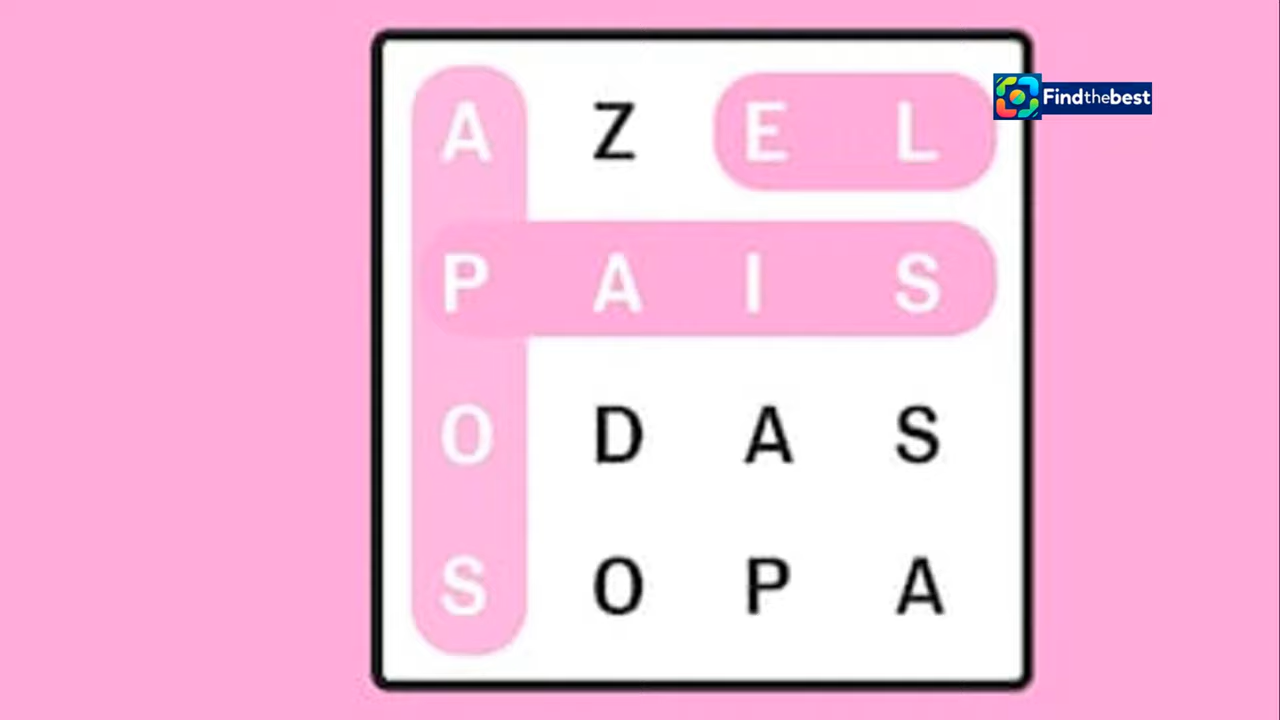 A Z E L
Findthebest
P A I S
O D A S
S O P A